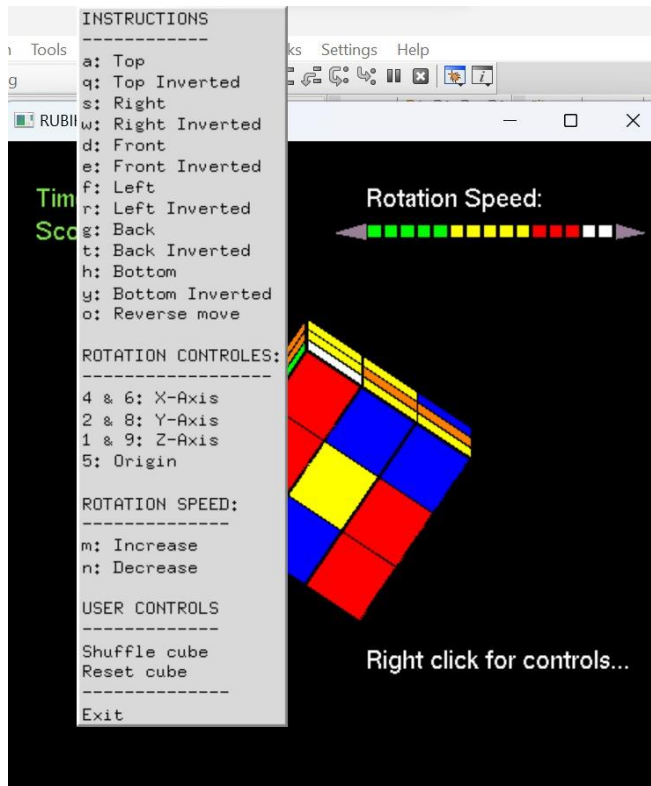 INSTRUCTIONS
------------
a: Top
q: Top Inverted
s: Right
w: Right Inverted
d: Front
e: Front Inverted
f: Left
r: Left Inverted
g: Back
t: Back Inverted
h: Bottom
y: Bottom Inverted
o: Reverse move
ROTATION CONTROLES:
------------------
4 & 6: X-Axis
2 & 8: Y-Axis
1 & 9: Z-Axis
5: Origin
ROTATION SPEED:
--------------
m: Increase
n: Decrease
USER CONTROLS
-------------
Shuffle cube
Reset cube
--------------
Exit
Tools
Settings Help
RUBI
Tim
Sco
Rotation Speed:
Right click for controls...